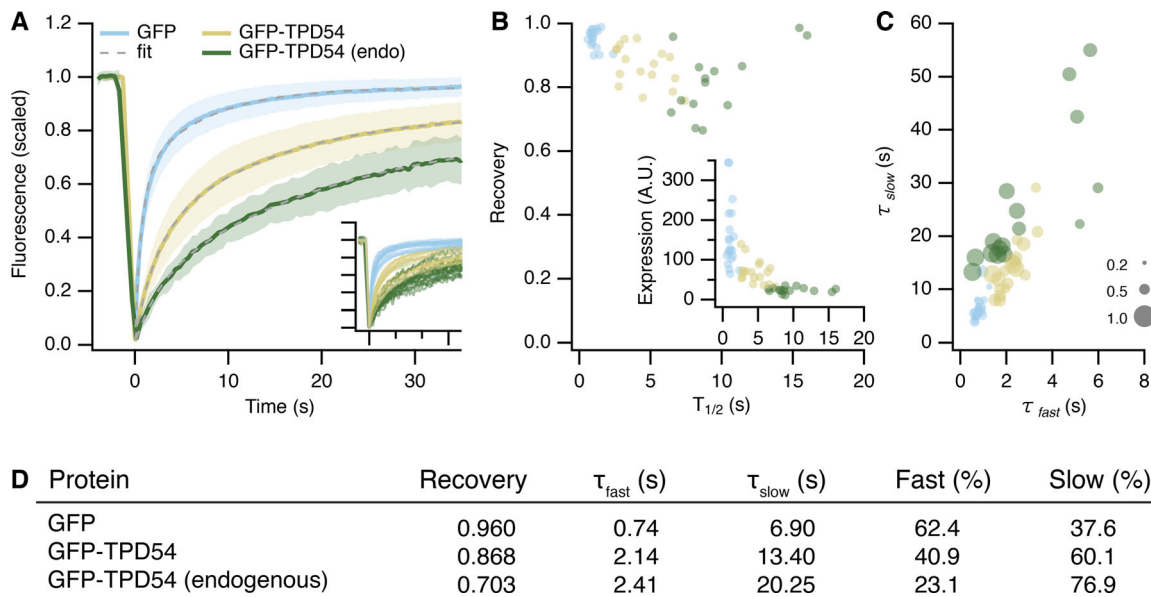 A
1.2
1.0
0.8
0.6
0.4
0.2
0.0
Fluorescence (scaled)
GFP
GFP-TPD54
fit
GFP-TPD54 (endo)
0
10
20
30
Time (s)
B
1.0
0.8
0.6
0.4
0.2
0.0
Recovery
300
200
100
0
Expression (A.U.)
0 5 10 15 20
0
5
10
15
20
T1/2 (s)
C
60
50
40
30
20
10
0
τ slow (s)
0.2
0.5
1.0
0 2 4 6 8
τ fast (s)
D Protein Recovery τfast (s) τslow (s) Fast (%) Slow (%)
GFP 0.960 0.74 6.90 62.4 37.6
GFP-TPD54 0.868 2.14 13.40 40.9 60.1
GFP-TPD54 (endogenous) 0.703 2.41 20.25 23.1 76.9